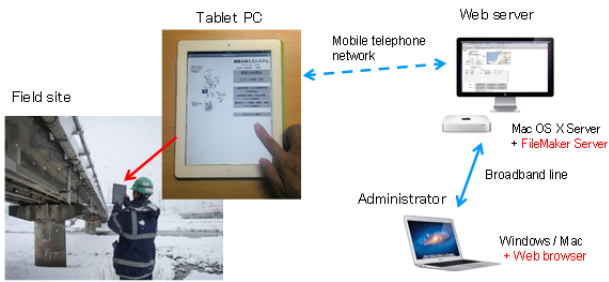 Tablet PC
Web server
Mobile telephone
network
Field site
Mac OS X Server
+ FileMaker Server
Broadband line
Administrator
Windows / Mac
+ Web browser